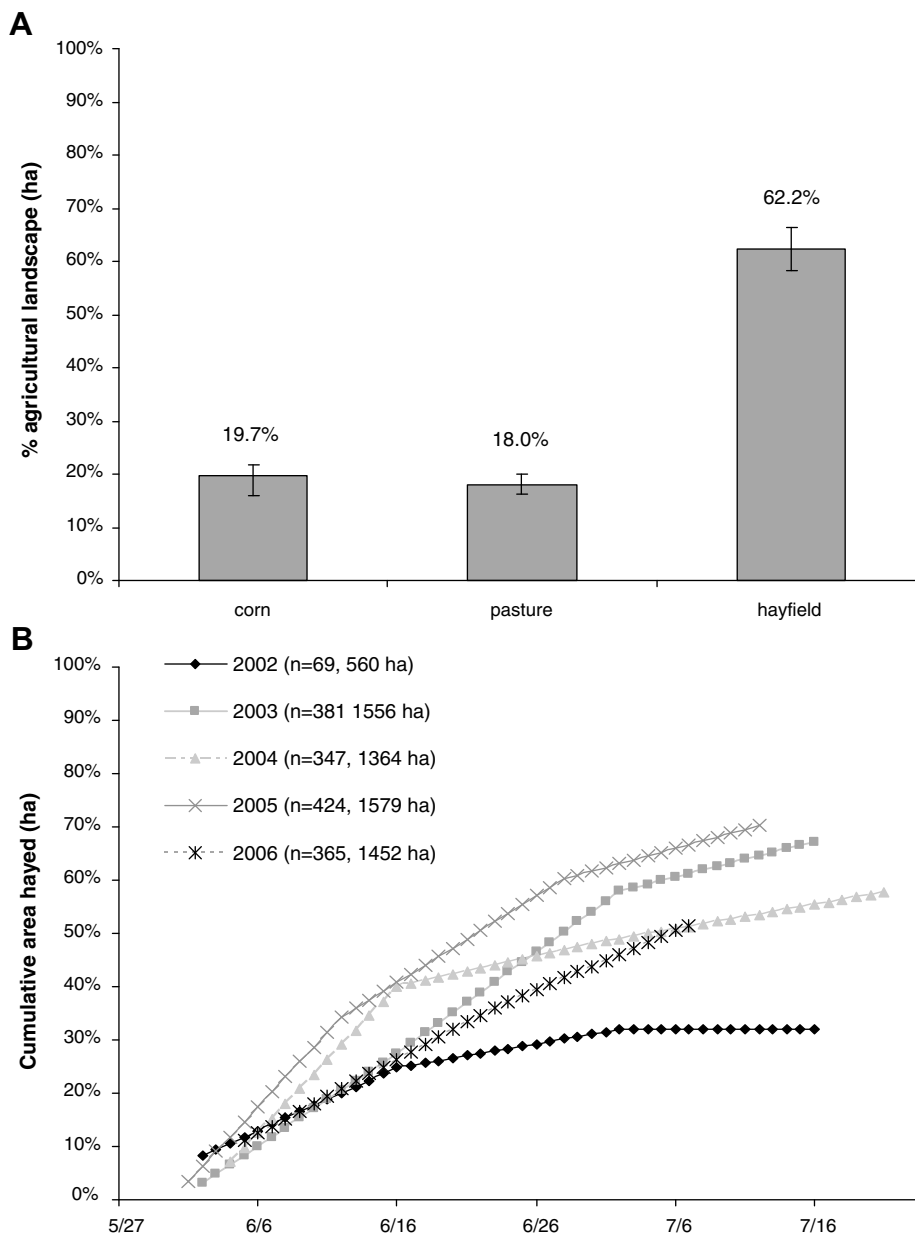 A
% agricultural landscape (ha)
100%
90%
80%
70%
60%
50%
40%
30%
20%
10%
0%
19.7%
18.0%
62.2%
corn pasture hayfield
B
Cumulative area hayed (ha)
100%
90%
80%
70%
60%
50%
40%
30%
20%
10%
0%
2002 (n=69, 560 ha)
2003 (n=381 1556 ha)
2004 (n=347, 1364 ha)
2005 (n=424, 1579 ha)
2006 (n=365, 1452 ha)
5/27 6/6 6/16 6/26 7/6 7/16